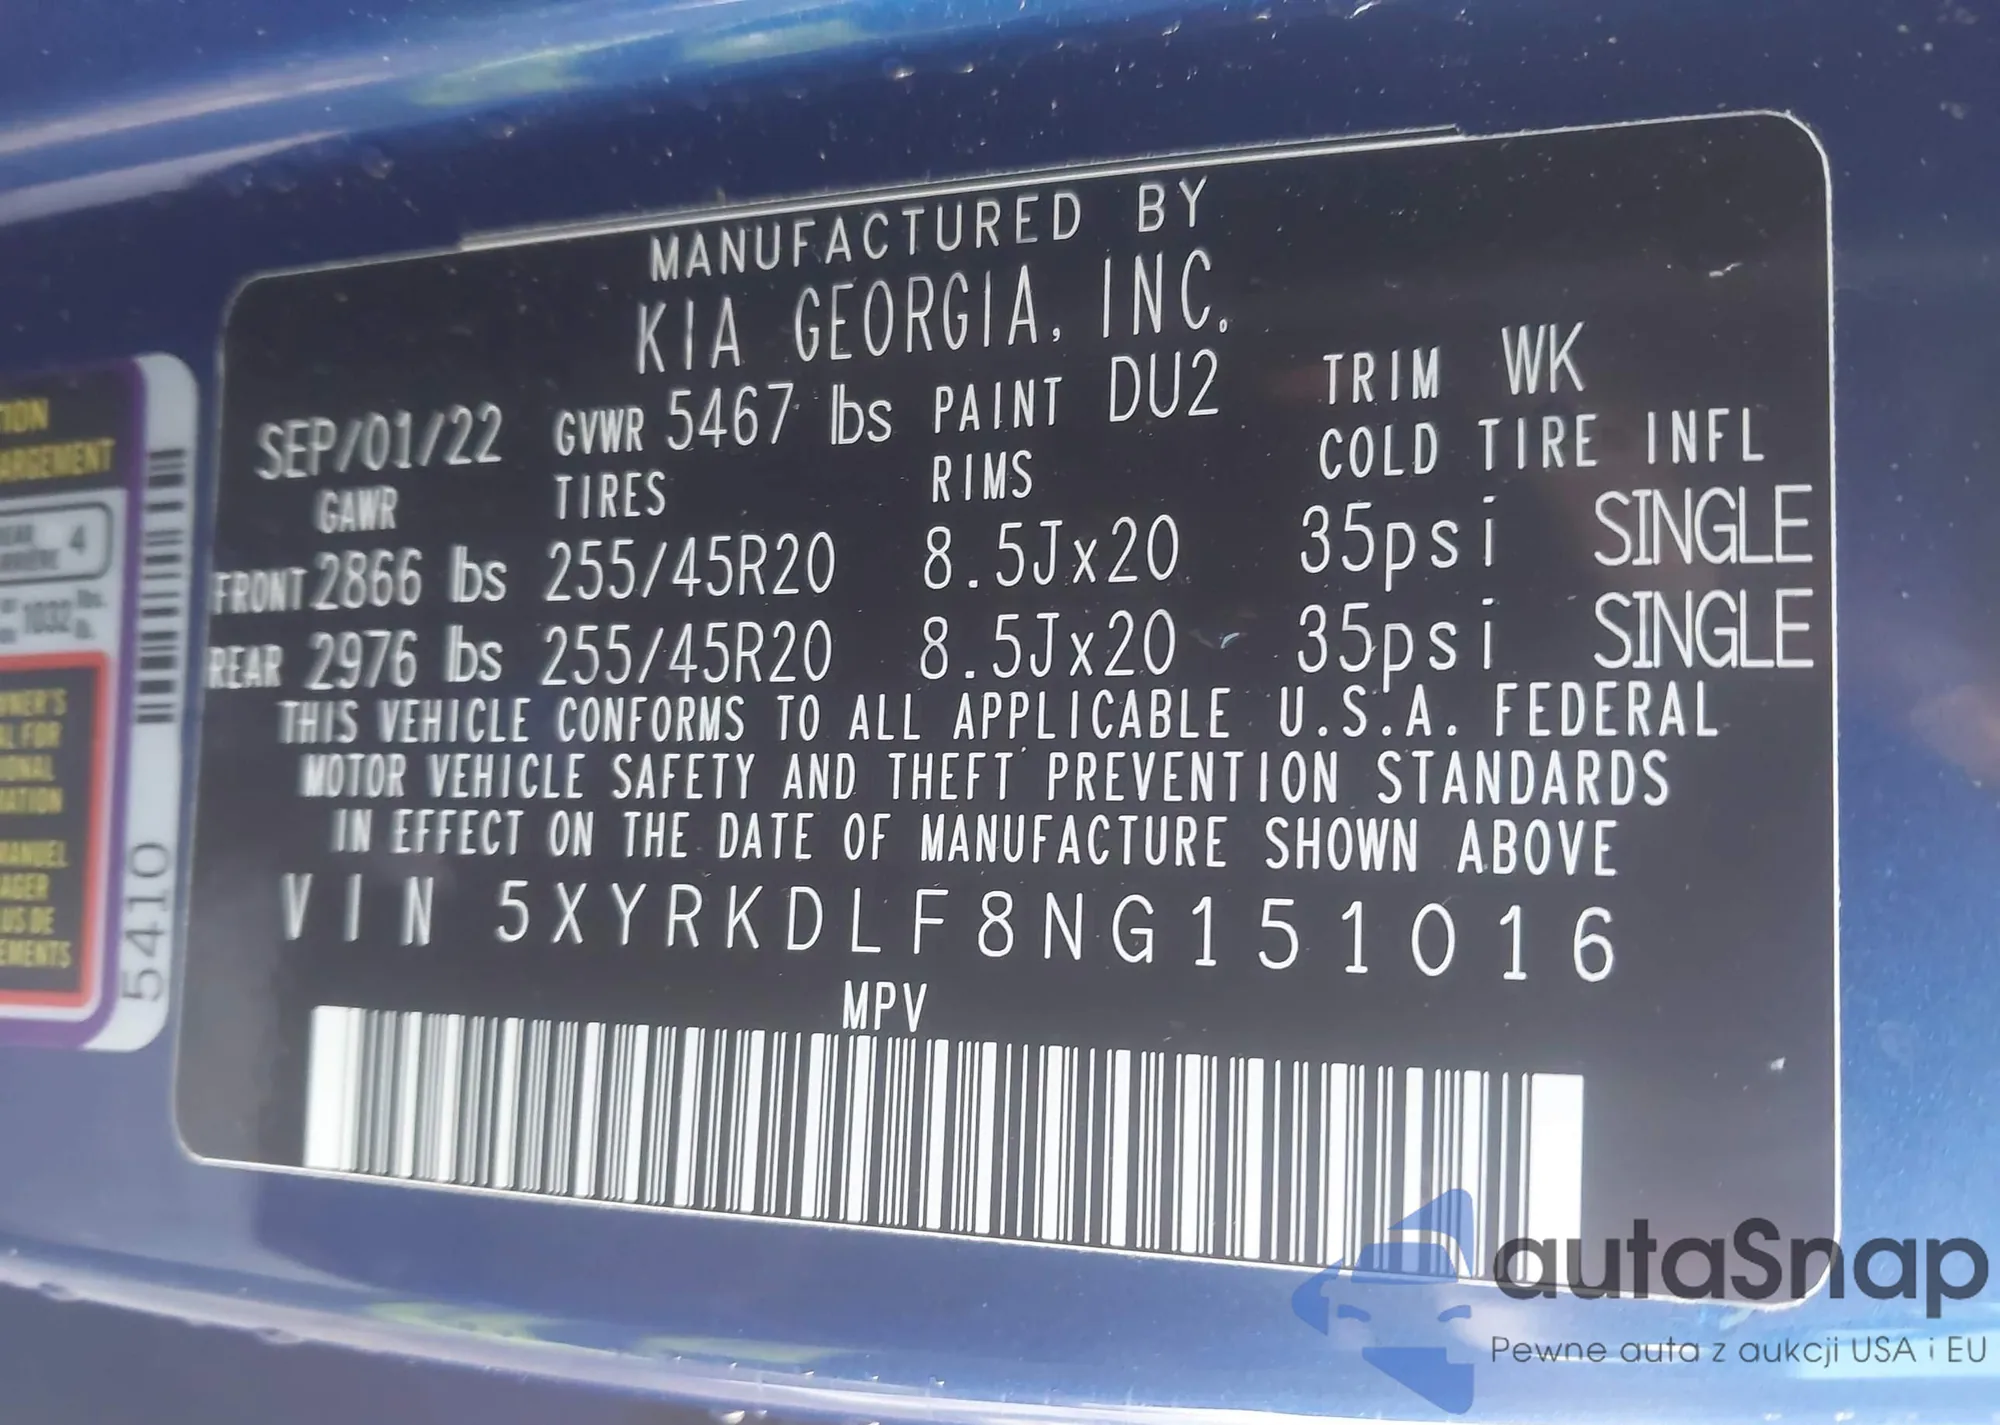 MANUFACTURED BY
KIA GEORGIA, INC.
SEP/01/22 GVWR 5467 lbs PAINT DU2 TRIM WK
GAWR TIRES RIMS COLD TIRE INFL
FRONT 2866 lbs 255/45R20 8.5Jx20 35psi SINGLE
REAR 2976 lbs 255/45R20 8.5Jx20 35psi SINGLE
THIS VEHICLE CONFORMS TO ALL APPLICABLE U.S.A. FEDERAL
MOTOR VEHICLE SAFETY AND THEFT PREVENTION STANDARDS
IN EFFECT ON THE DATE OF MANUFACTURE SHOWN ABOVE
VIN 5XYRKDLF8NG151016
MPV
4
1032
5410
autaSnap
Pewne auta z aukcji USA i EU